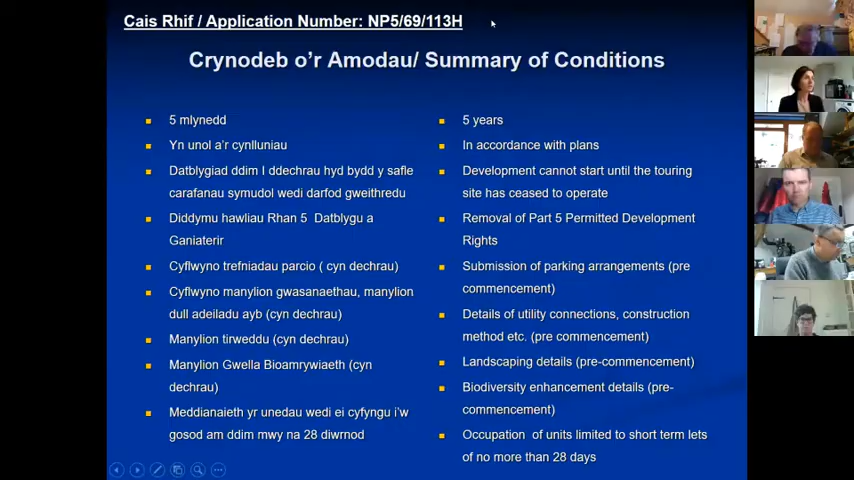 Cais Rhif / Application Number: NP5/69/113H
Crynodeb o'r Amodau/ Summary of Conditions
5 mlynedd
Yn unol a'r cynlluniau
Datblygiad ddim I ddechrau hyd bydd y safle
carafanau symudol wedi darfod gweithredu
Diddymu hawliau Rhan 5 Datblygu a
Ganiaterir
Cyflwyno trefniadau parcio ( cyn dechrau)
Cyflwyno manylion gwasanaethau, manylion
dull adeiladu ayb (cyn dechrau)
Manylion tirweddu (cyn dechrau)
Manylion Gwella Bioamrywiaeth (cyn
dechrau)
Meddianaieth yr unedau wedi ei cyfyngu i'w
gosod am ddim mwy na 28 diwrnod
5 years
In accordance with plans
Development cannot start until the touring
site has ceased to operate
Removal of Part 5 Permitted Development
Rights
Submission of parking arrangements (pre
commencement)
Details of utility connections, construction
method etc. (pre commencement)
Landscaping details (pre-commencement)
Biodiversity enhancement details (pre-
commencement)
Occupation of units limited to short term lets
of no more than 28 days